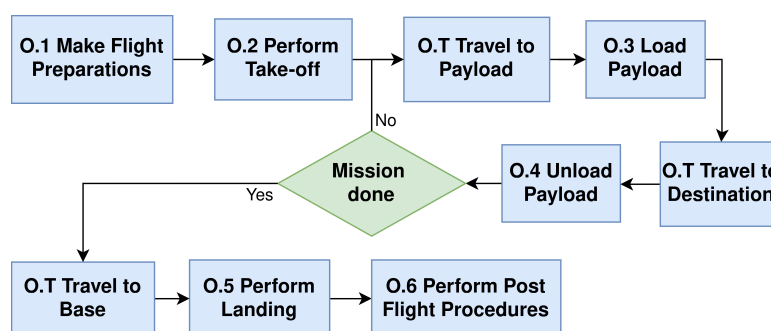 O.1 Make Flight
Preparations
O.2 Perform
Take-off
O.T Travel to
Payload
O.3 Load
Payload
No
Mission
done
O.4 Unload
Payload
O.T Travel to
Destination
Yes
O.T Travel to
Base
O.5 Perform
Landing
O.6 Perform Post
Flight Procedures